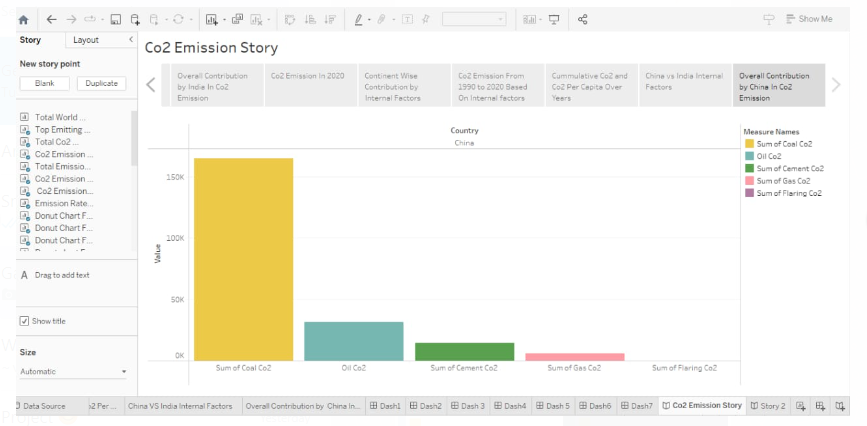 Show Me
Story Layout
New story point
Blank Duplicate
Total World ...
Top Emitting ...
Total Co2 ...
Co2 Emission ...
Total Emissio...
Co2 Emission ...
Co2 Emission...
Emission Rate...
Donut Chart F...
Donut Chart F...
Donut Chart F...
A Drag to add text
Show title
Size
Automatic
Co2 Emission Story
Overall Contribution
by India In Co2
Emission
Co2 Emission In 2020
Continent Wise
Contribution by
Internal Factors
Co2 Emission From
1990 to 2020 Based
On Internal factors
Cummulative Co2 and
Co2 Per Capita Over
Years
China vs India Internal
Factors
Overall Contribution
by China In Co2
Emission
Country
China
Value
150K
100K
50K
0K
Sum of Coal Co2 Oil Co2 Sum of Cement Co2 Sum of Gas Co2 Sum of Flaring Co2
Measure Names
Sum of Coal Co2
Oil Co2
Sum of Cement Co2
Sum of Gas Co2
Sum of Flaring Co2
Data Source Per ... China VS India Internal Factors Overall Contribution by China In... Dash1 Dash2 Dash 3 Dash4 Dash 5 Dash6 Dash7 Co2 Emission Story Story 2
Project